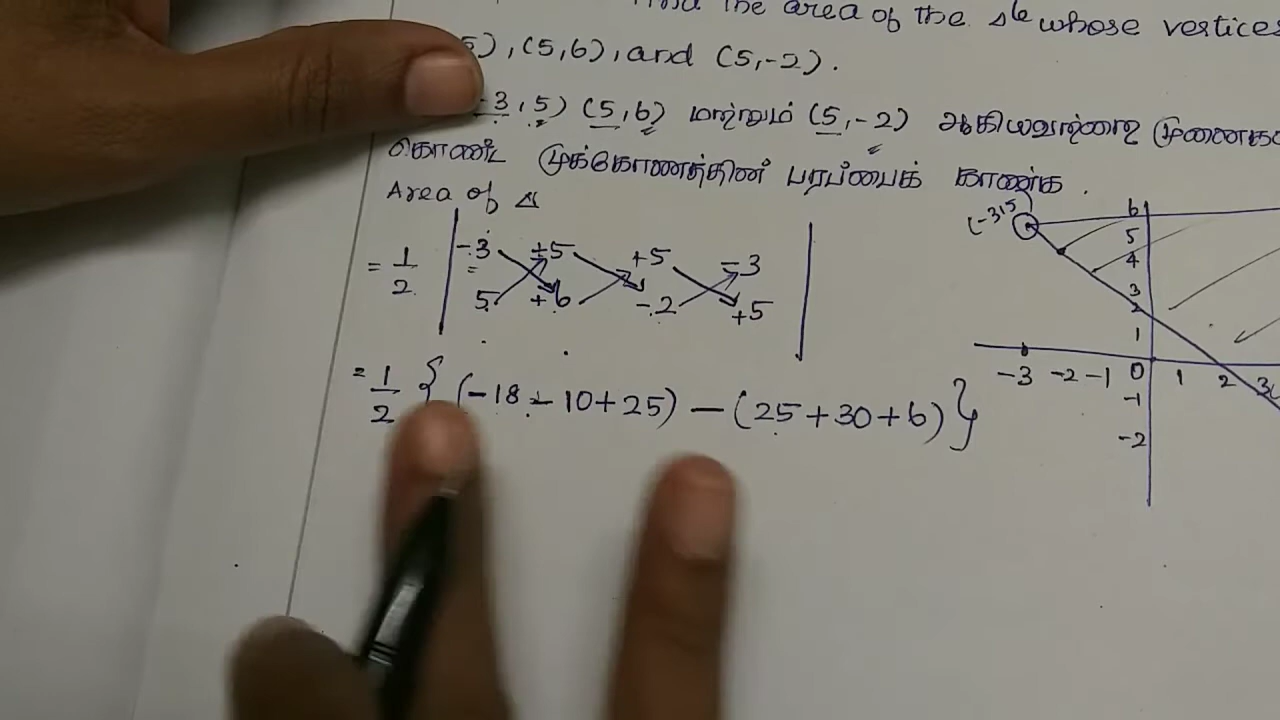 the area of the Δle whose vertices
5), (5,6), and (5,-2).
-3, 5) (5,6) மற்றும் (5,-2) ஆகியவற்றை முனைக
கொண்ட முக்கோணத்தின் பரப்பைக் காண்க.
Area of Δ
= 1/2 | -3 +5 +5 -3 |
5 +6 -2 +5
= 1/2 { (-18 - 10 + 25) - (25 + 30 + 6) }
(-3,5
6
5
4
3
2
1
-3 -2 -1 0 1 2 3
-1
-2